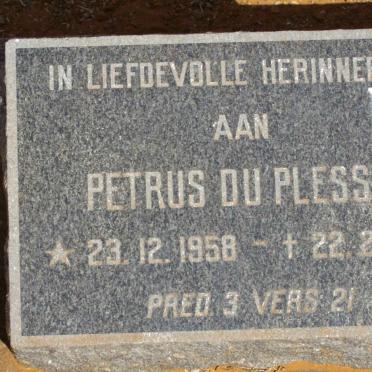 IN LIEFDEVOLLE HERINNER
AAN
PETRUS DU PLESS
★ 23.12.1958 - † 22.2
PRED. 3 VERS 21